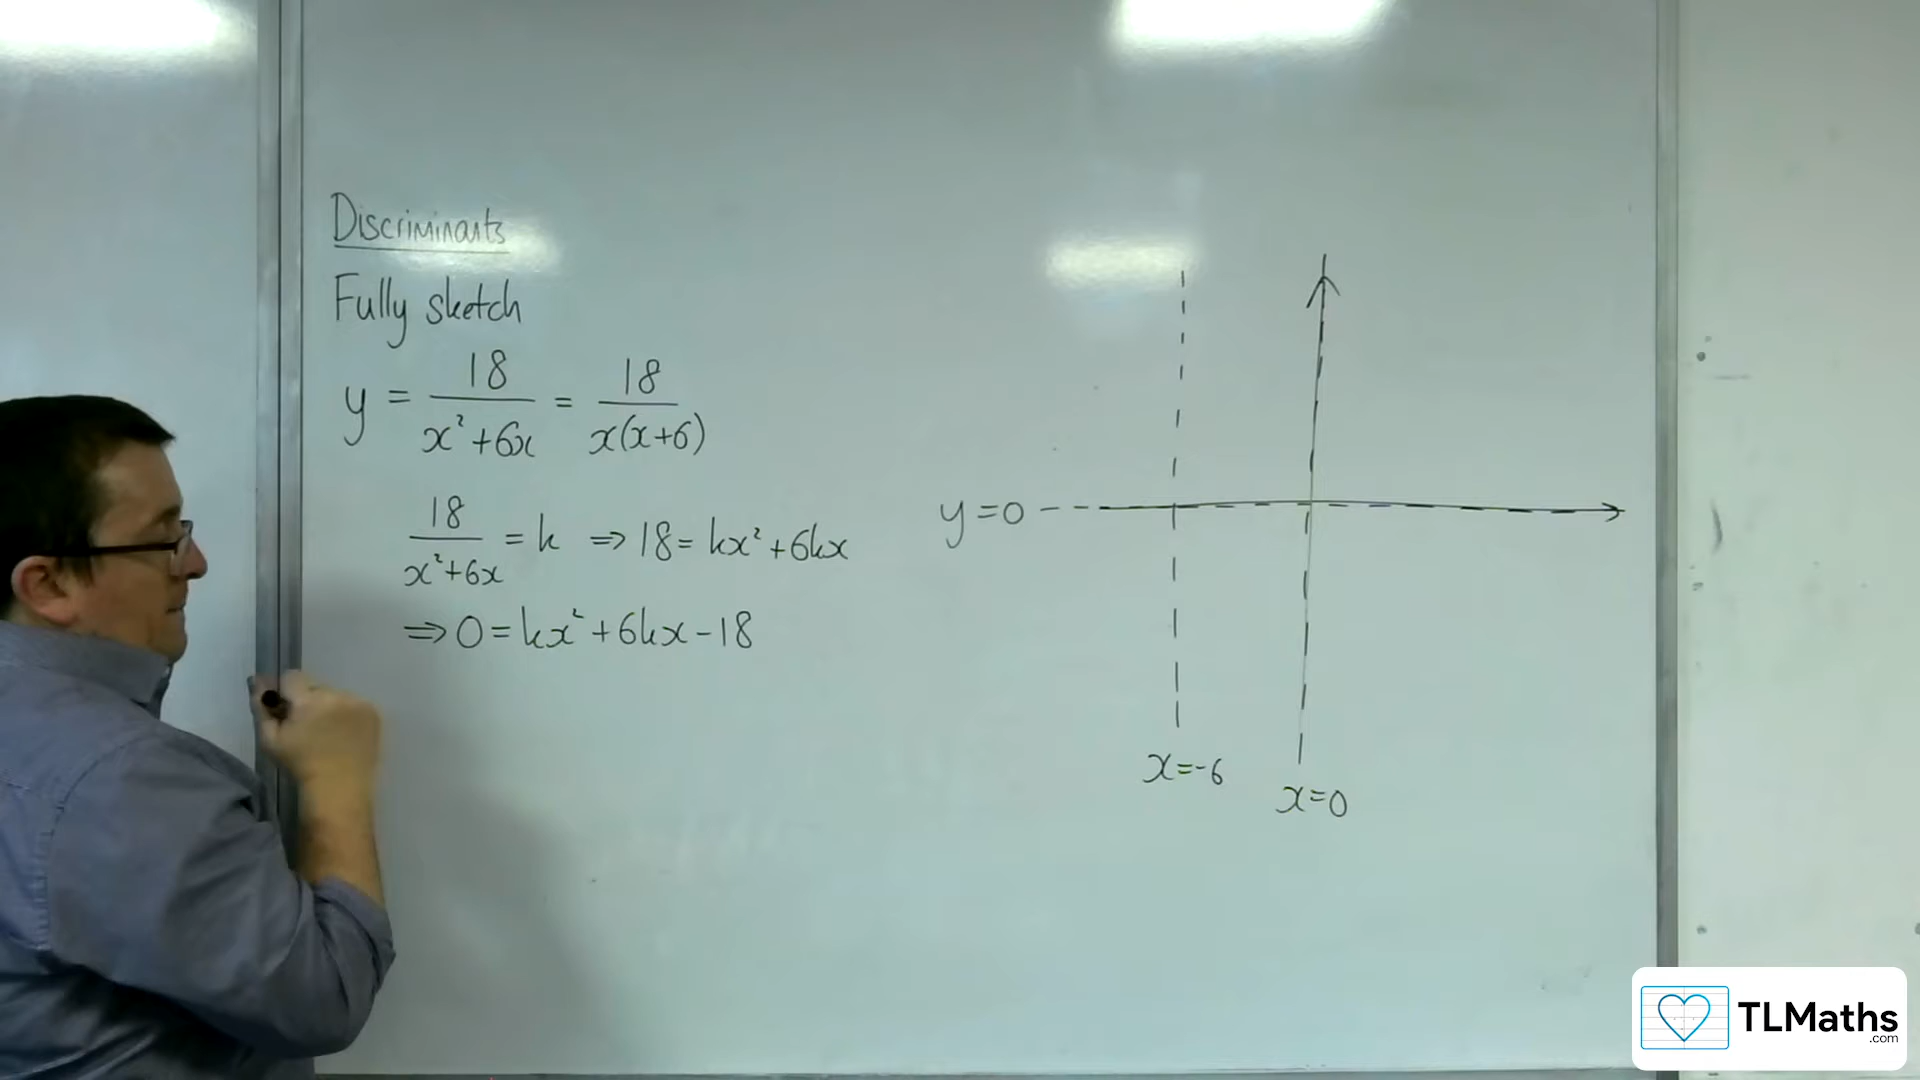 Discriminants
Fully sketch
y = 18/(x²+6x) = 18/(x(x+6))
18/(x²+6x) = k ⇒ 18 = kx²+6kx
⇒ 0 = kx²+6kx-18
y=0
x=-6
x=0
TLMaths
.com